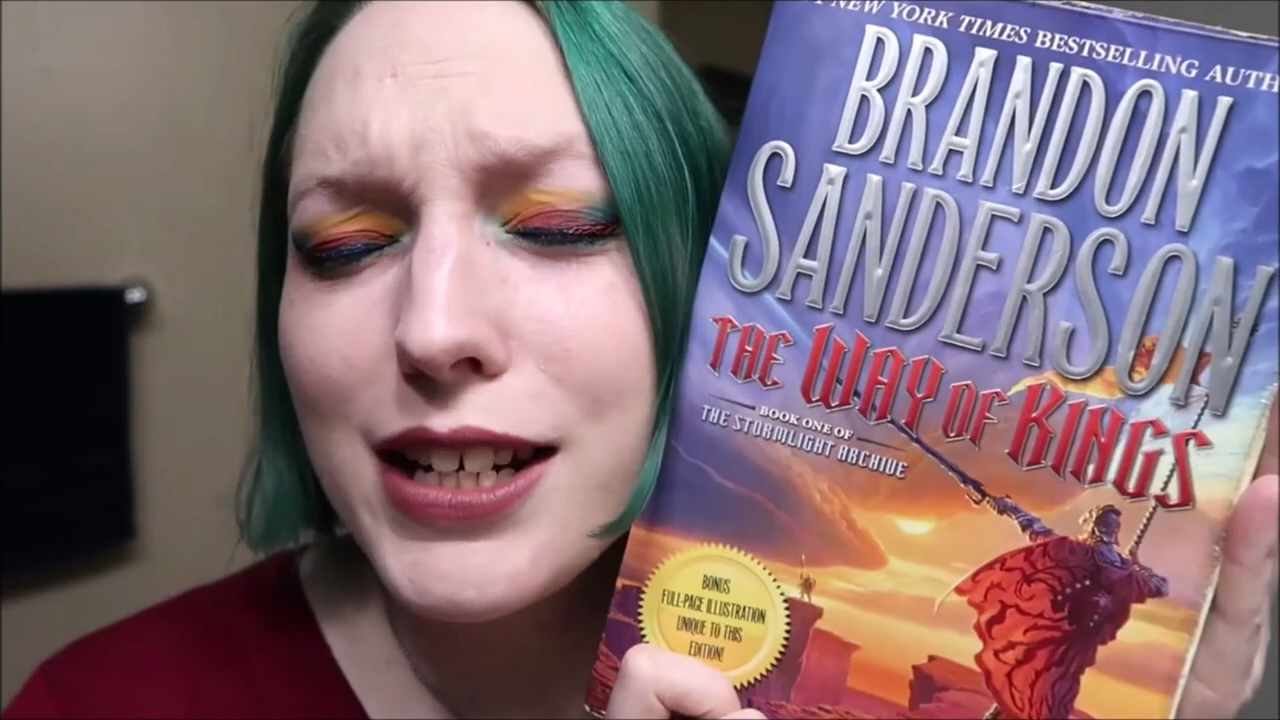 NEW YORK TIMES BESTSELLING AUTH
BRANDON
SANDERSON
THE WAY OF KINGS
BOOK ONE OF
THE STORMLIGHT ARCHIVE
BONUS
FULL-PAGE ILLUSTRATION
UNIQUE TO THIS
EDITION!